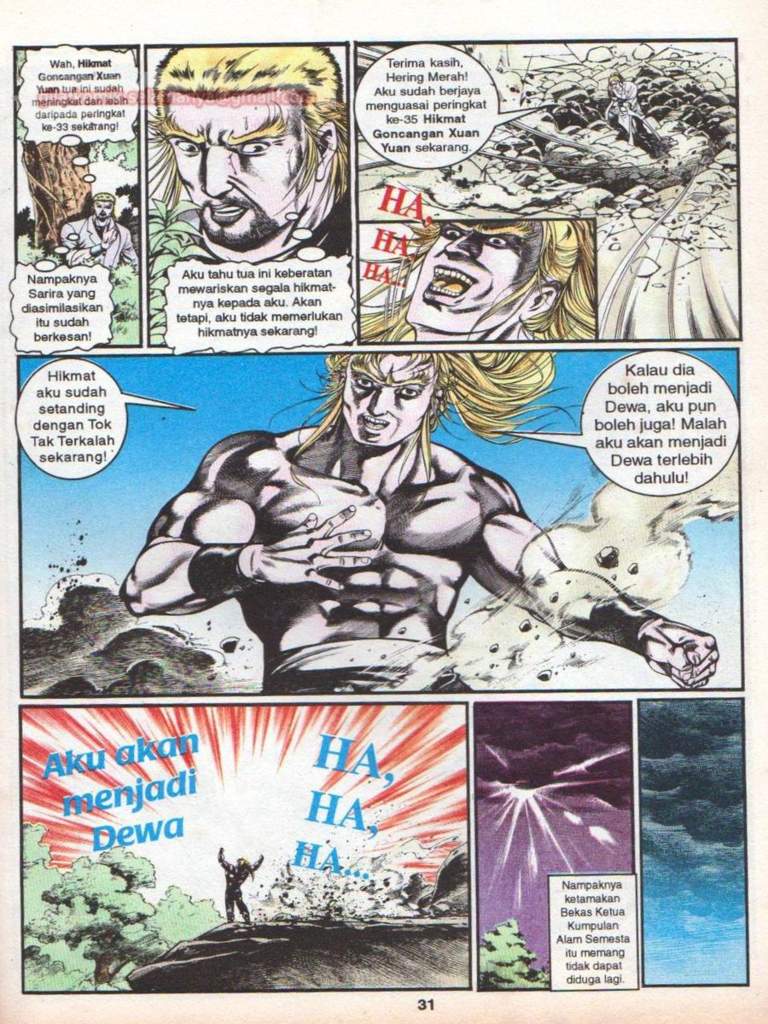 Wah, Hikmat
Goncangan Xuan
Yuan tua ini sudah
meningkat dan lebih
daripada peringkat
ke-33 sekarang!
Nampaknya
Sarira yang
diasimilasikan
itu sudah
berkesan!
Aku tahu tua ini keberatan
mewariskan segala hikmat-
nya kepada aku. Akan
tetapi, aku tidak memerlukan
hikmatnya sekarang!
Terima kasih,
Hering Merah!
Aku sudah berjaya
menguasai peringkat
ke-35 Hikmat
Goncangan Xuan
Yuan sekarang.
HA,
HA,
HA...
Hikmat
aku sudah
setanding
dengan Tok
Tak Terkalah
sekarang!
Kalau dia
boleh menjadi
Dewa, aku pun
boleh juga! Malah
aku akan menjadi
Dewa terlebih
dahulu!
Aku akan
menjadi
Dewa
HA,
HA,
HA...
Nampaknya
ketamakan
Bekas Ketua
Kumpulan
Alam Semesta
itu memang
tidak dapat
diduga lagi.
31